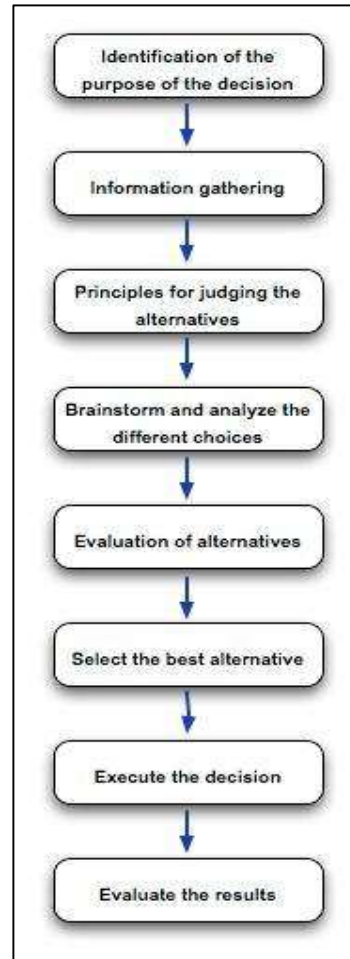 Identification of the
purpose of the decision
Information gathering
Principles for judging the
alternatives
Brainstorm and analyze the
different choices
Evaluation of alternatives
Select the best alternative
Execute the decision
Evaluate the results